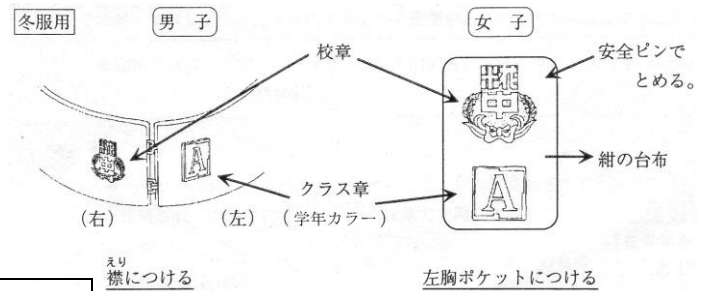 冬服用
男子
女子
校章
安全ピンで
とめる。
中
中
A
A
紺の台布
クラス章
(学年カラー)
(右)
(左)
えり
襟につける
左胸ポケットにつける